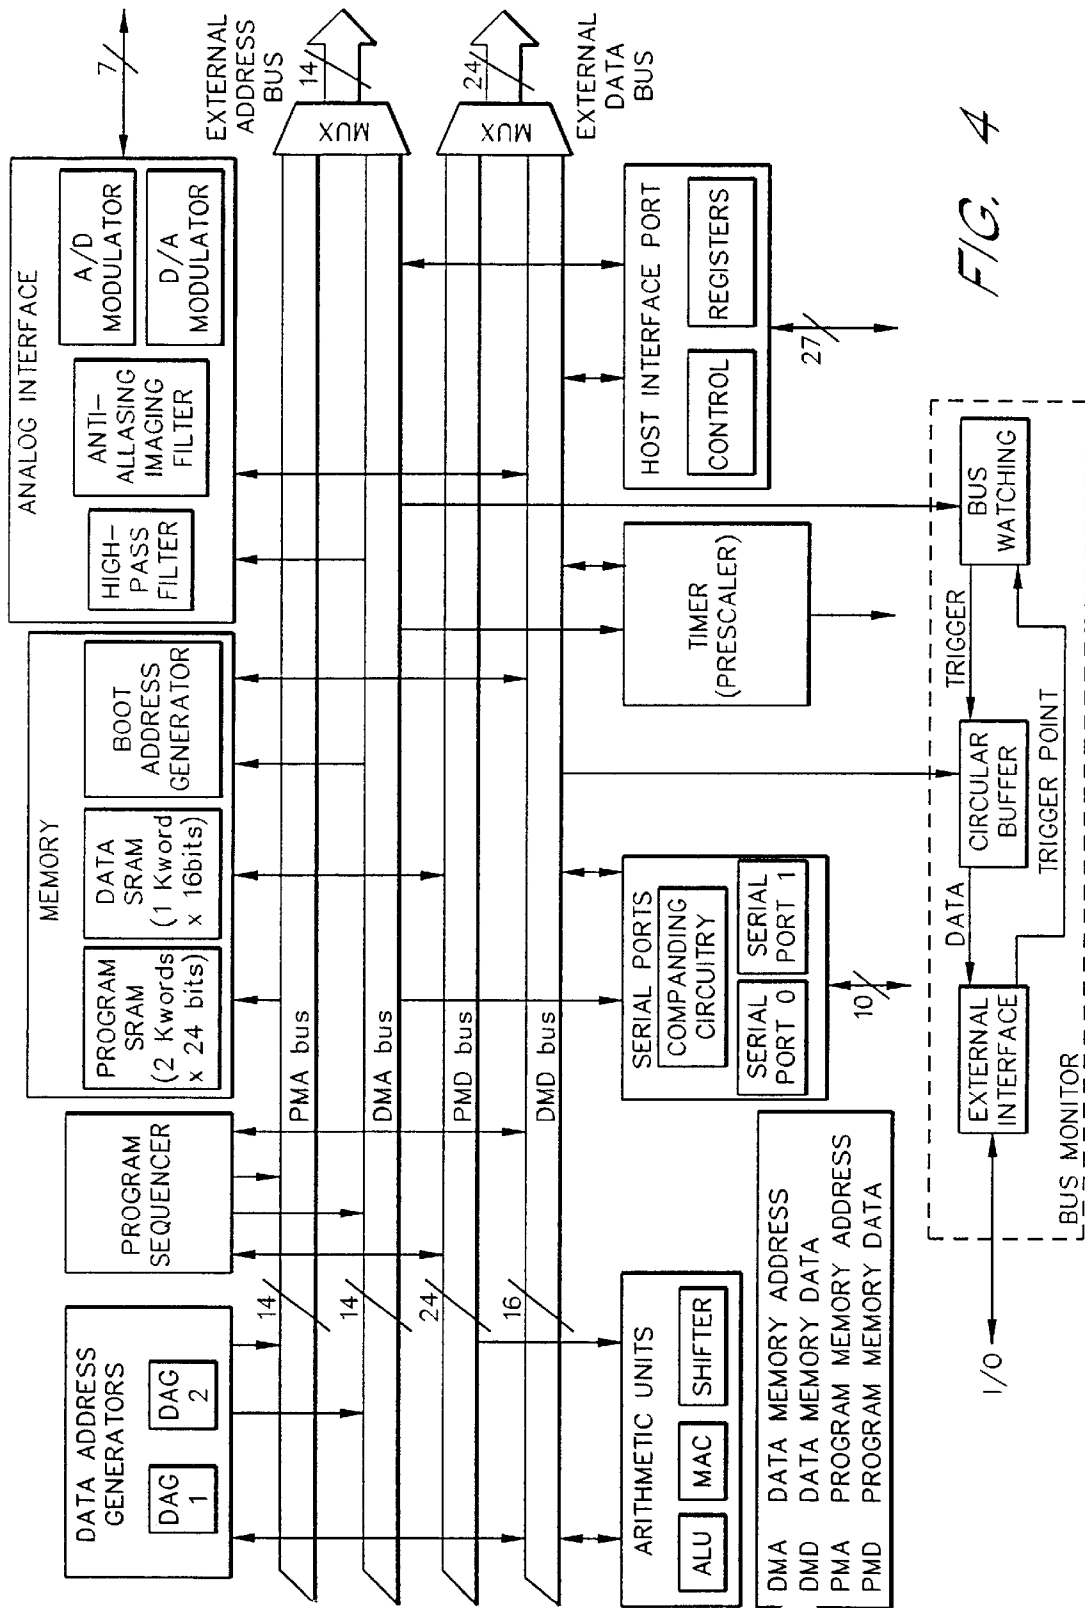 DATA ADDRESS
GENERATORS
DAG
1
DAG
2
PROGRAM
SEQUENCER
MEMORY
PROGRAM
SRAM
(2 Kwords
x 24 bits)
DATA
SRAM
(1 Kword
x 16bits)
BOOT
ADDRESS
GENERATOR
ANALOG INTERFACE
HIGH-
PASS
FILTER
ANTI-
ALLASING
IMAGING
FILTER
A/D
MODULATOR
D/A
MODULATOR
7
EXTERNAL
ADDRESS
BUS
14
PMA bus
14
DMA bus
MUX
14
24
PMD bus
16
DMD bus
MUX
24
EXTERNAL
DATA
BUS
ARITHMETIC UNITS
ALU
MAC
SHIFTER
SERIAL PORTS
COMPANDING
CIRCUITRY
SERIAL
PORT 0
SERIAL
PORT 1
10
TIMER
(PRESCALER)
HOST INTERFACE PORT
CONTROL
REGISTERS
27
DMA DATA MEMORY ADDRESS
DMD DATA MEMORY DATA
PMA PROGRAM MEMORY ADDRESS
PMD PROGRAM MEMORY DATA
I/O
EXTERNAL
INTERFACE
DATA
CIRCULAR
BUFFER
TRIGGER
BUS
WATCHING
TRIGGER POINT
BUS MONITOR
FIG. 4